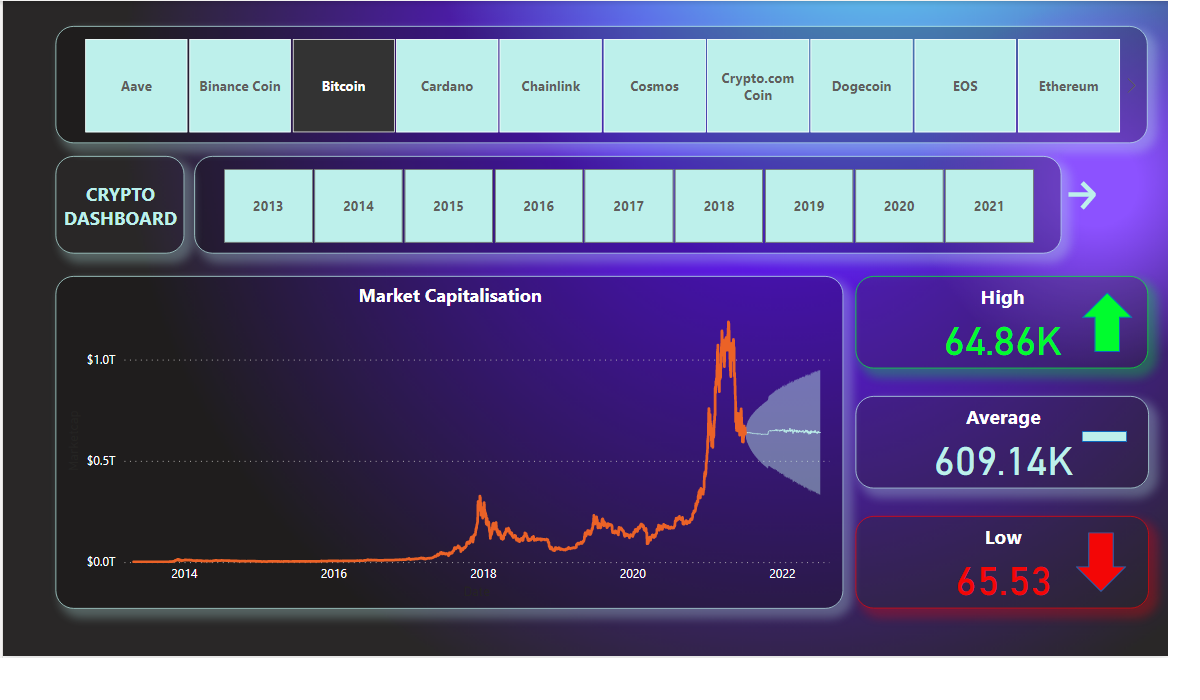 Aave
Binance Coin
Bitcoin
Cardano
Chainlink
Cosmos
Crypto.com
Coin
Dogecoin
EOS
Ethereum
CRYPTO
DASHBOARD
2013
2014
2015
2016
2017
2018
2019
2020
2021
Market Capitalisation
$1.0T
$0.5T
$0.0T
2014
2016
2018
2020
2022
High
64.86K
Average
609.14K
Low
65.53